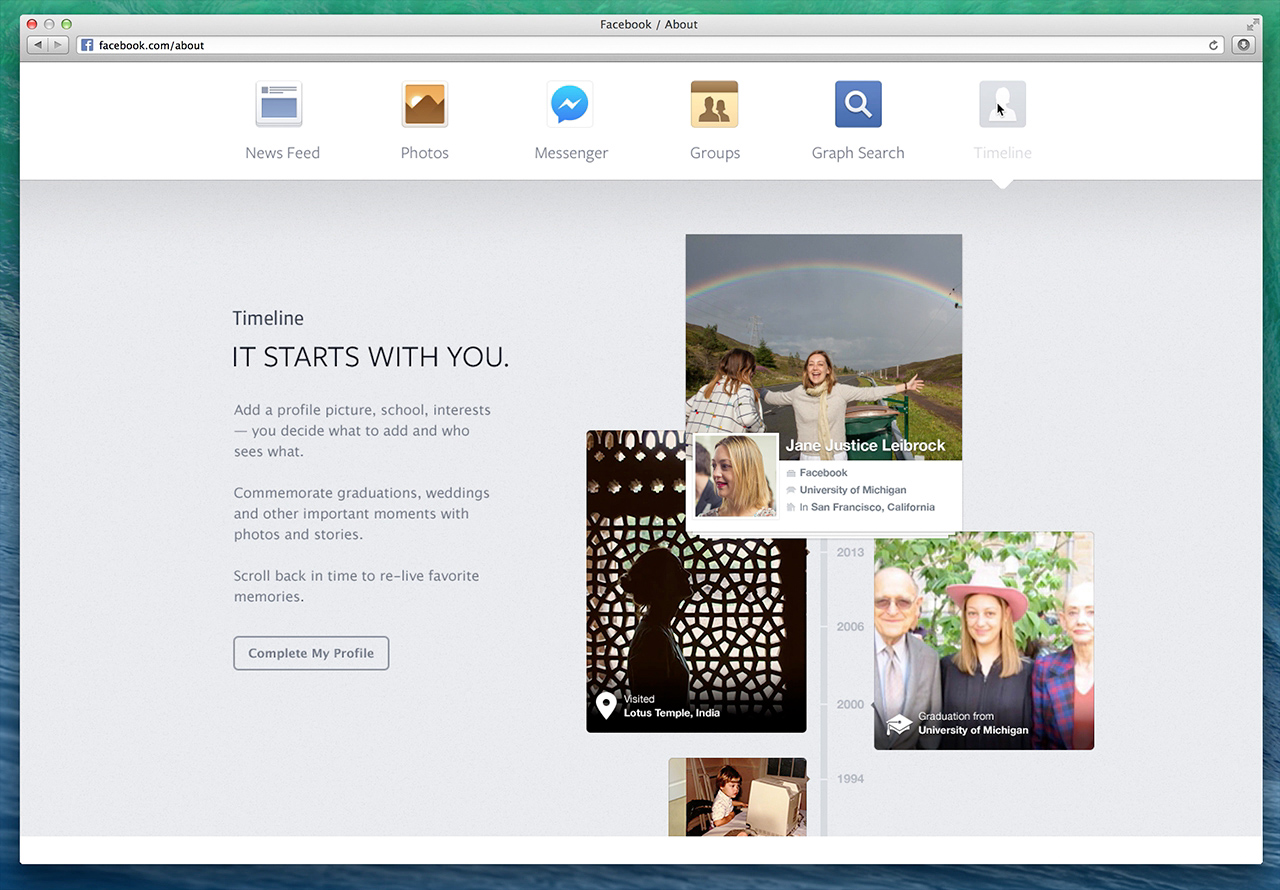 Facebook / About
facebook.com/about
News Feed
Photos
Messenger
Groups
Graph Search
Timeline
Timeline
IT STARTS WITH YOU.
Add a profile picture, school, interests
— you decide what to add and who
sees what.
Commemorate graduations, weddings
and other important moments with
photos and stories.
Scroll back in time to re-live favorite
memories.
Complete My Profile
Jane Justice Leibrock
Facebook
University of Michigan
In San Francisco, California
2013
2006
2000
1994
Visited
Lotus Temple, India
Graduation from
University of Michigan